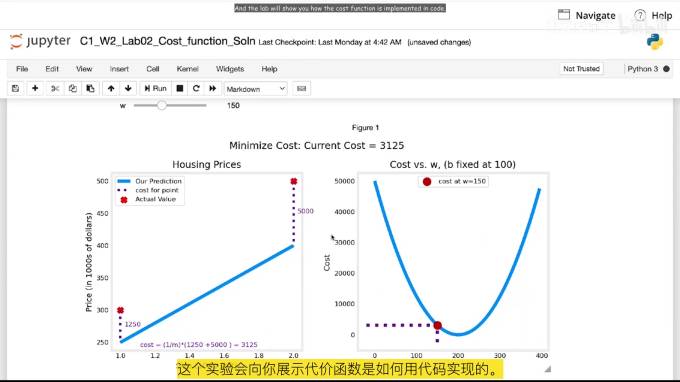 And the lab will show you how the cost function is implemented in code.
Navigate
Help
jupyter C1_W2_Lab02_Cost_function_Soln Last Checkpoint: Last Monday at 4:42 AM (unsaved changes)
File Edit View Insert Cell Kernel Widgets Help
Not Trusted
Python 3
Run
Markdown
w
150
Figure 1
Minimize Cost: Current Cost = 3125
Housing Prices
Our Prediction
cost for point
Actual Value
500
450
400
350
300
250
Price (in 1000s of dollars)
5000
1250
cost = (1/m)*(1250 +5000 ) = 3125
1.0 1.2 1.4 1.6 1.8 2.0
Cost vs. w, (b fixed at 100)
cost at w=150
50000
40000
30000
20000
10000
0
Cost
0 100 200 300 400
这个实验会向你展示代价函数是如何用代码实现的。